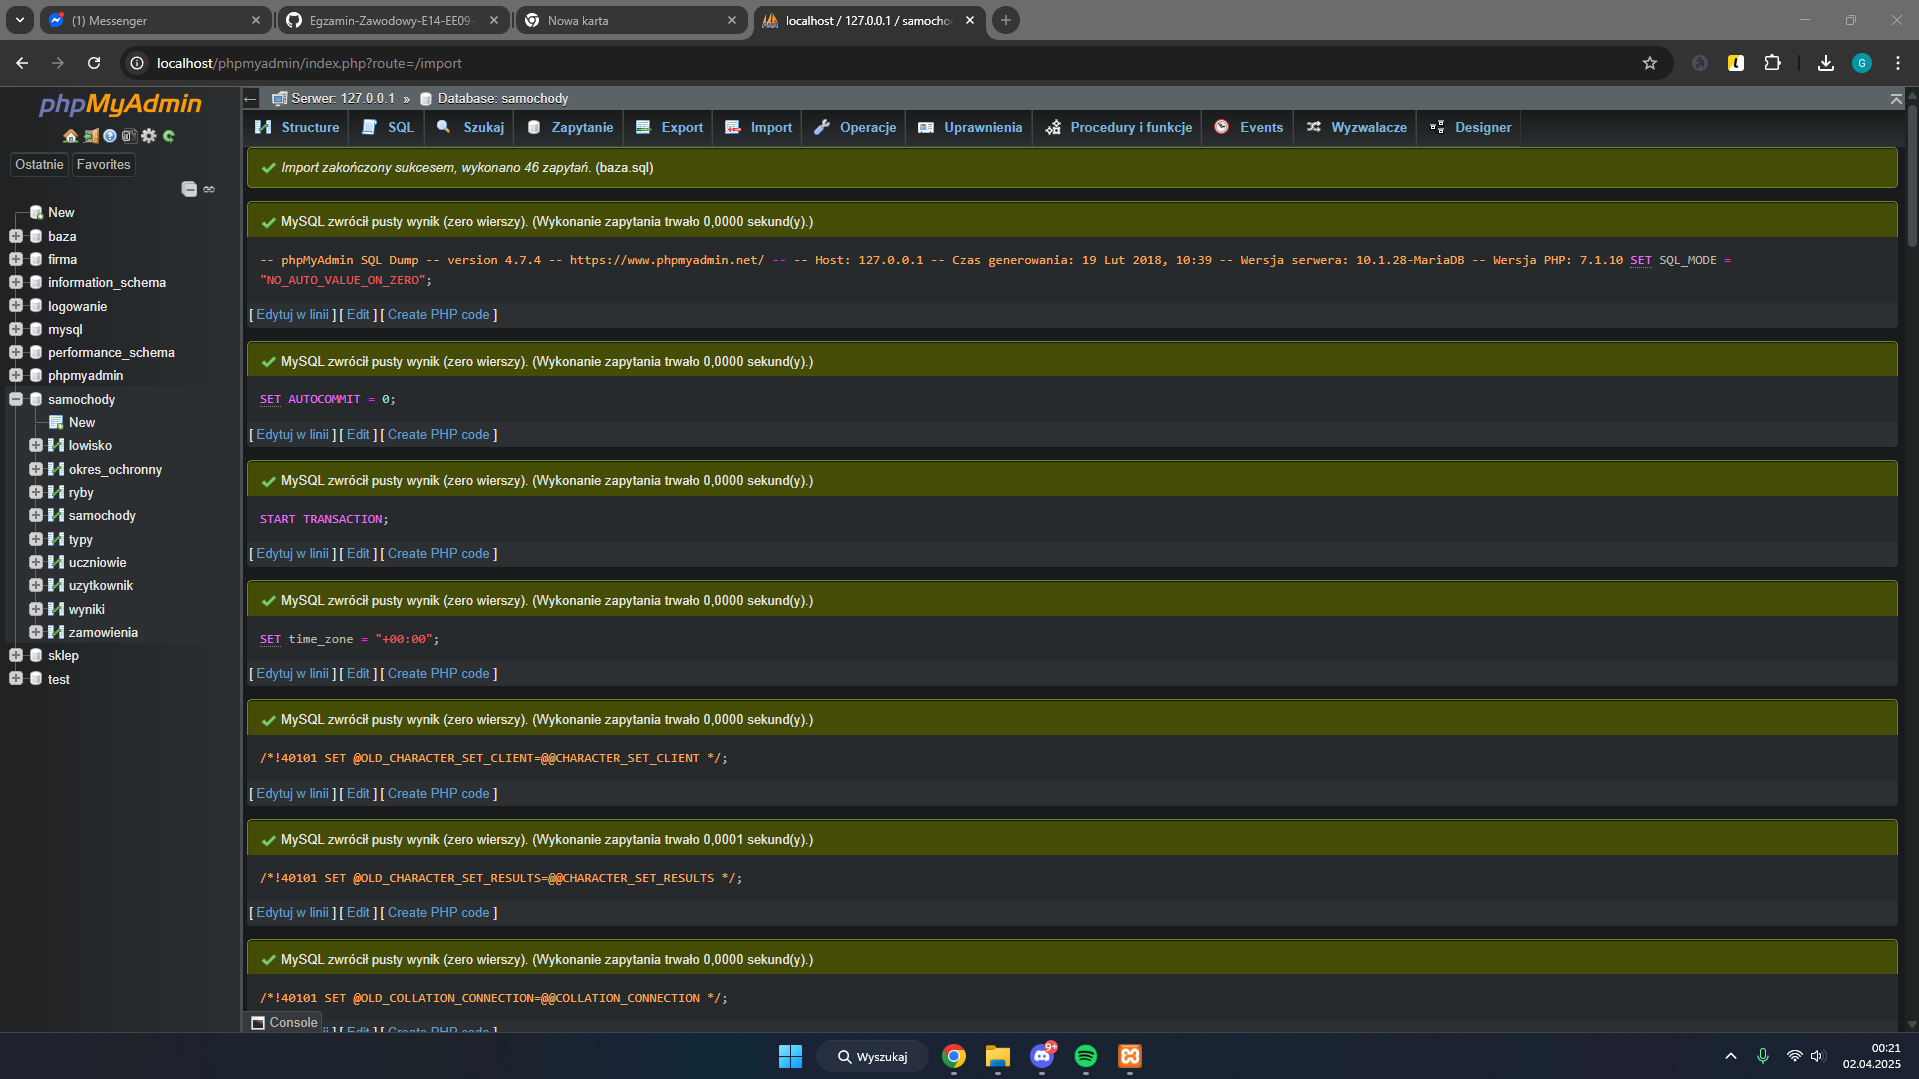 (1) Messenger
Egzamin-Zawodowy-E14-EE09-
Nowa karta
localhost / 127.0.0.1 / samocho
localhost/phpmyadmin/index.php?route=/import
G
phpMyAdmin
Ostatnie
Favorites
New
baza
firma
information_schema
logowanie
mysql
performance_schema
phpmyadmin
samochody
New
lowisko
okres_ochronny
ryby
samochody
typy
uczniowie
uzytkownik
wyniki
zamowienia
sklep
test
Serwer: 127.0.0.1 » Database: samochody
Structure SQL Szukaj Zapytanie Export Import Operacje Uprawnienia Procedury i funkcje Events Wyzwalacze Designer
Import zakończony sukcesem, wykonano 46 zapytań. (baza.sql)
MySQL zwrócił pusty wynik (zero wierszy). (Wykonanie zapytania trwało 0,0000 sekund(y).)
-- phpMyAdmin SQL Dump -- version 4.7.4 -- https://www.phpmyadmin.net/ -- -- Host: 127.0.0.1 -- Czas generowania: 19 Lut 2018, 10:39 -- Wersja serwera: 10.1.28-MariaDB -- Wersja PHP: 7.1.10 SET SQL_MODE =
"NO_AUTO_VALUE_ON_ZERO";
[ Edytuj w linii ] [ Edit ] [ Create PHP code ]
MySQL zwrócił pusty wynik (zero wierszy). (Wykonanie zapytania trwało 0,0000 sekund(y).)
SET AUTOCOMMIT = 0;
[ Edytuj w linii ] [ Edit ] [ Create PHP code ]
MySQL zwrócił pusty wynik (zero wierszy). (Wykonanie zapytania trwało 0,0000 sekund(y).)
START TRANSACTION;
[ Edytuj w linii ] [ Edit ] [ Create PHP code ]
MySQL zwrócił pusty wynik (zero wierszy). (Wykonanie zapytania trwało 0,0000 sekund(y).)
SET time_zone = "+00:00";
[ Edytuj w linii ] [ Edit ] [ Create PHP code ]
MySQL zwrócił pusty wynik (zero wierszy). (Wykonanie zapytania trwało 0,0000 sekund(y).)
/*!40101 SET @OLD_CHARACTER_SET_CLIENT=@@CHARACTER_SET_CLIENT */;
[ Edytuj w linii ] [ Edit ] [ Create PHP code ]
MySQL zwrócił pusty wynik (zero wierszy). (Wykonanie zapytania trwało 0,0001 sekund(y).)
/*!40101 SET @OLD_CHARACTER_SET_RESULTS=@@CHARACTER_SET_RESULTS */;
[ Edytuj w linii ] [ Edit ] [ Create PHP code ]
MySQL zwrócił pusty wynik (zero wierszy). (Wykonanie zapytania trwało 0,0000 sekund(y).)
/*!40101 SET @OLD_COLLATION_CONNECTION=@@COLLATION_CONNECTION */;
] [ Edit ] [ Create PHP code ]
Console
Wyszukaj
9+
00:21
02.04.2025